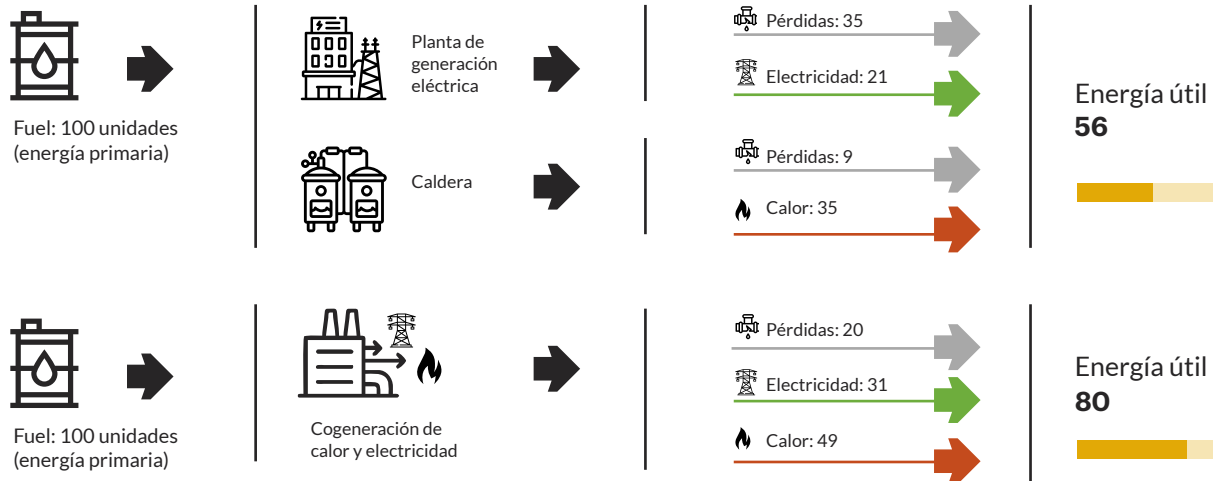 Fuel: 100 unidades
(energía primaria)
Planta de
generación
eléctrica
Caldera
Pérdidas: 35
Electricidad: 21
Pérdidas: 9
Calor: 35
Energía útil
56
Fuel: 100 unidades
(energía primaria)
Cogeneración de
calor y electricidad
Pérdidas: 20
Electricidad: 31
Calor: 49
Energía útil
80